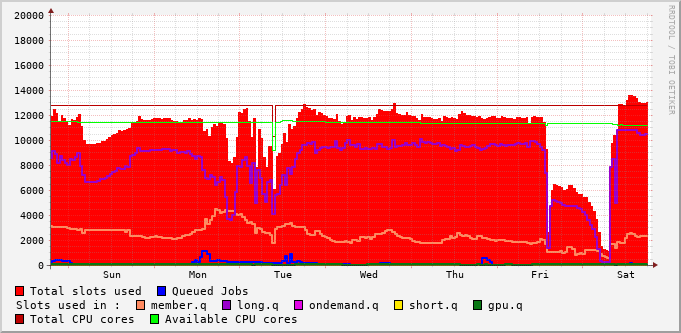 RRDTOOL / TOBI OETIKER
20000
18000
16000
14000
12000
10000
8000
6000
4000
2000
0
Sun Mon Tue Wed Thu Fri Sat
Total slots used Queued Jobs
Slots used in : member.q long.q ondemand.q short.q gpu.q
Total CPU cores Available CPU cores